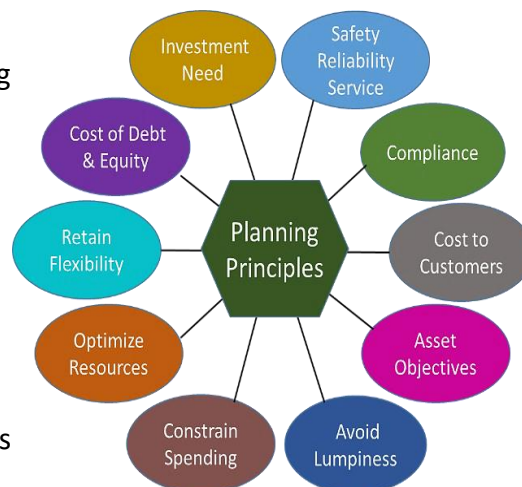 Investment
Need
Safety
Reliability
Service
g
Cost of Debt
& Equity
Compliance
Retain
Flexibility
Planning
Principles
Cost to
Customers
Optimize
Resources
Asset
Objectives
Constrain
Spending
Avoid
Lumpiness
s